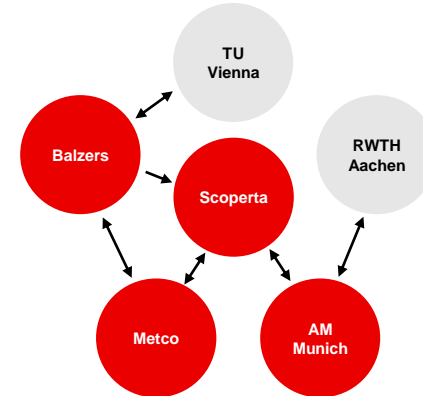 TU
Vienna
Balzers
RWTH
Aachen
Scoperta
Metco
AM
Munich